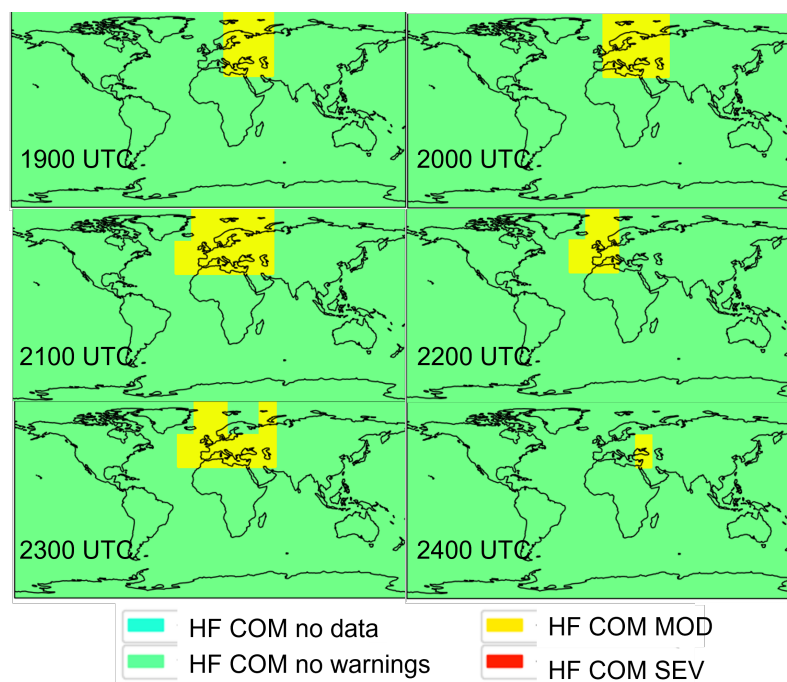 1900 UTC
2000 UTC
2100 UTC
2200 UTC
2300 UTC
2400 UTC
HF COM no data
HF COM MOD
HF COM no warnings
HF COM SEV